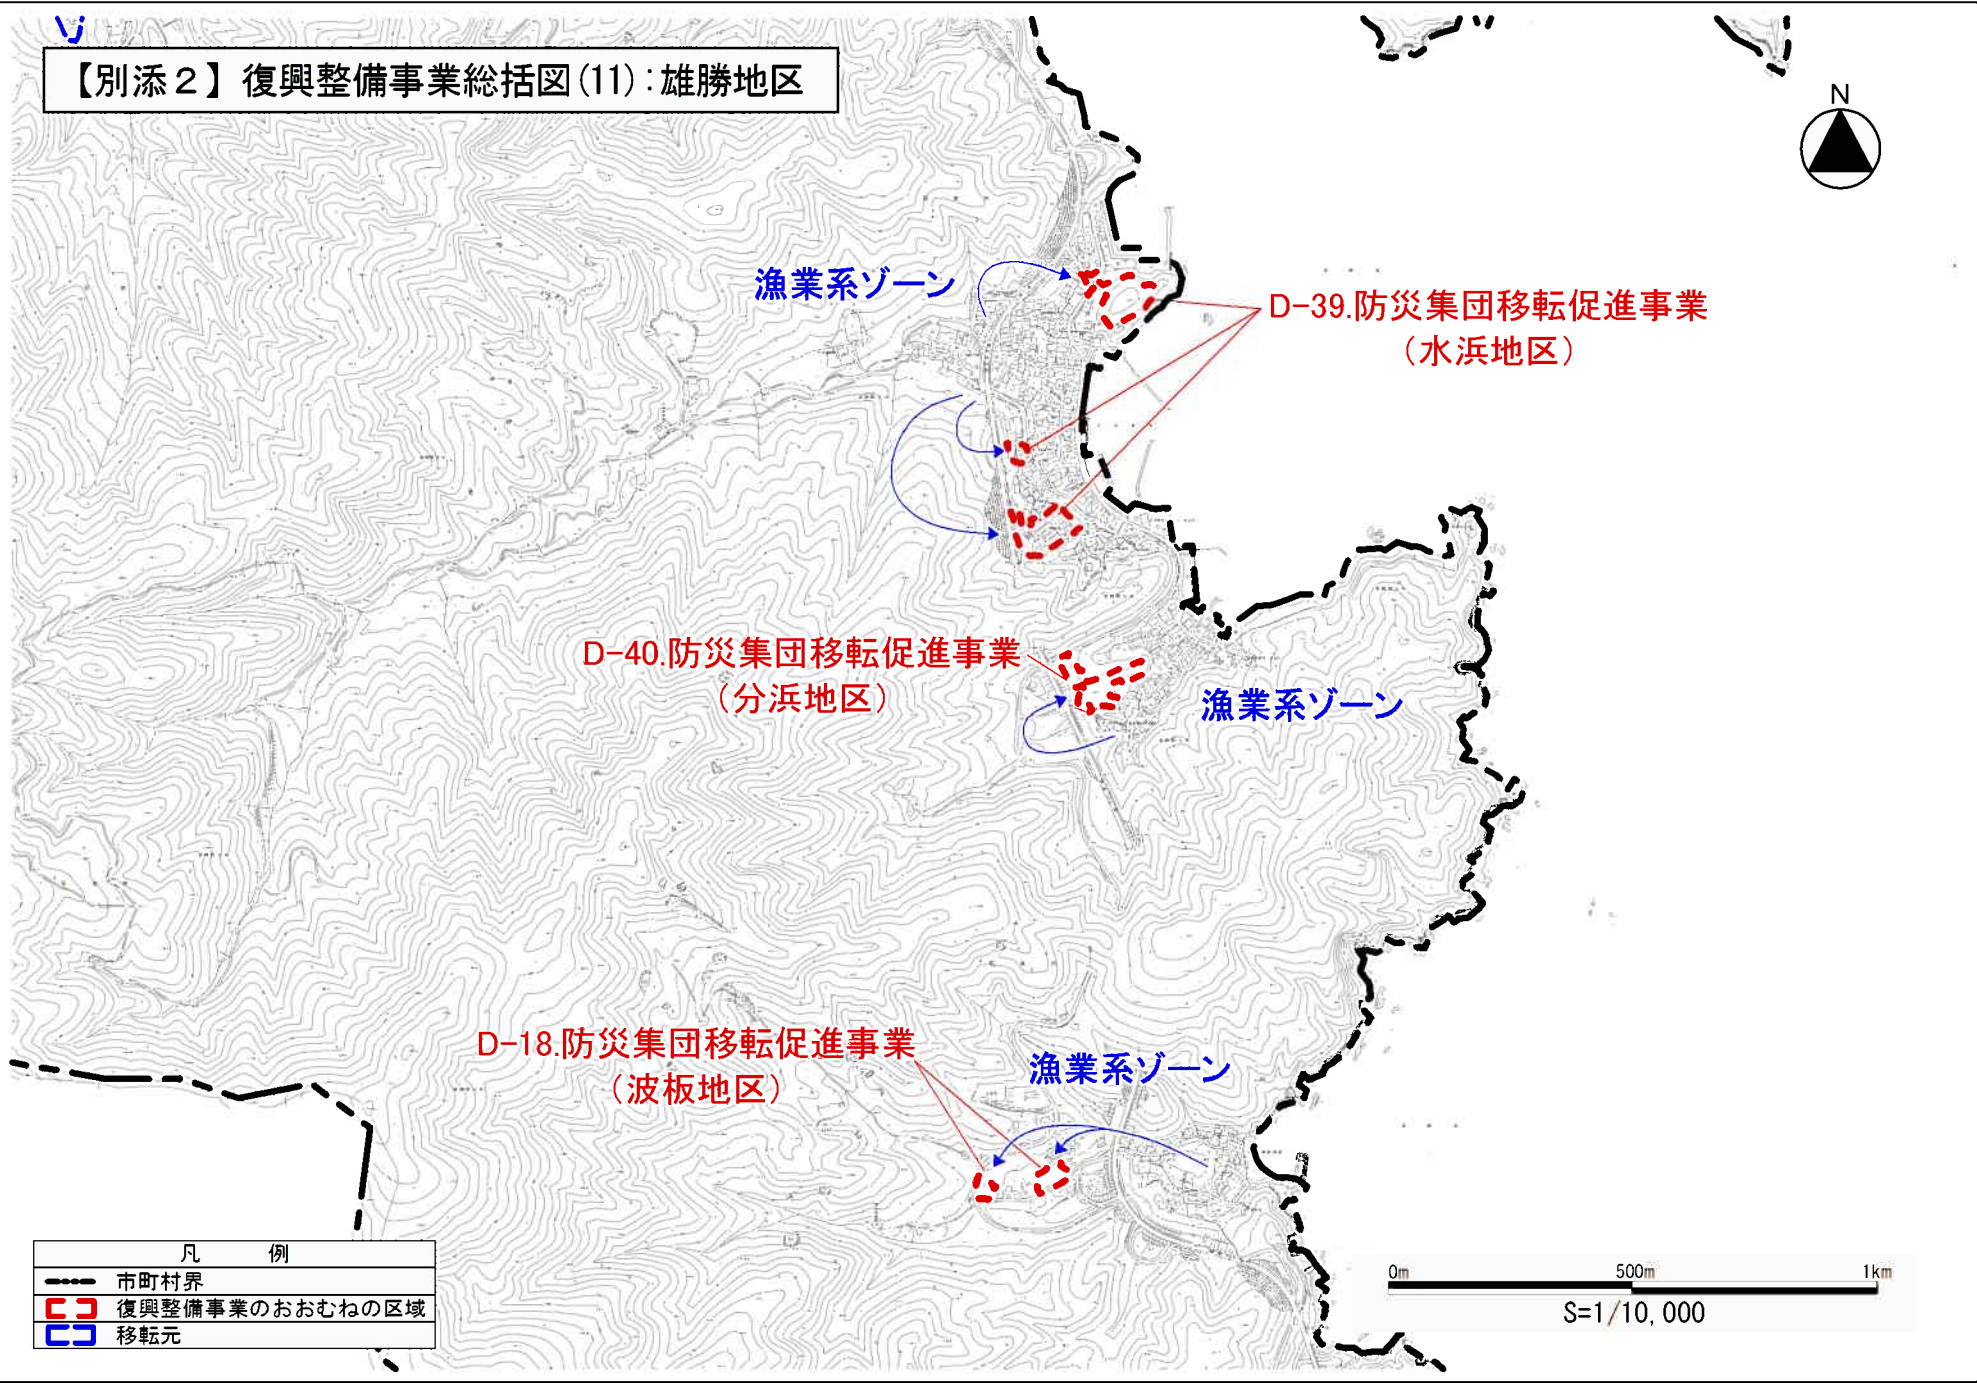 【別添２】復興整備事業総括図(11):雄勝地区
N
漁業系ゾーン
D-39.防災集団移転促進事業
（水浜地区）
D-40.防災集団移転促進事業
（分浜地区）
漁業系ゾーン
D-18.防災集団移転促進事業
（波板地区）
漁業系ゾーン
凡　例
市町村界
復興整備事業のおおむねの区域
移転元
0m 500m 1km
S=1/10,000